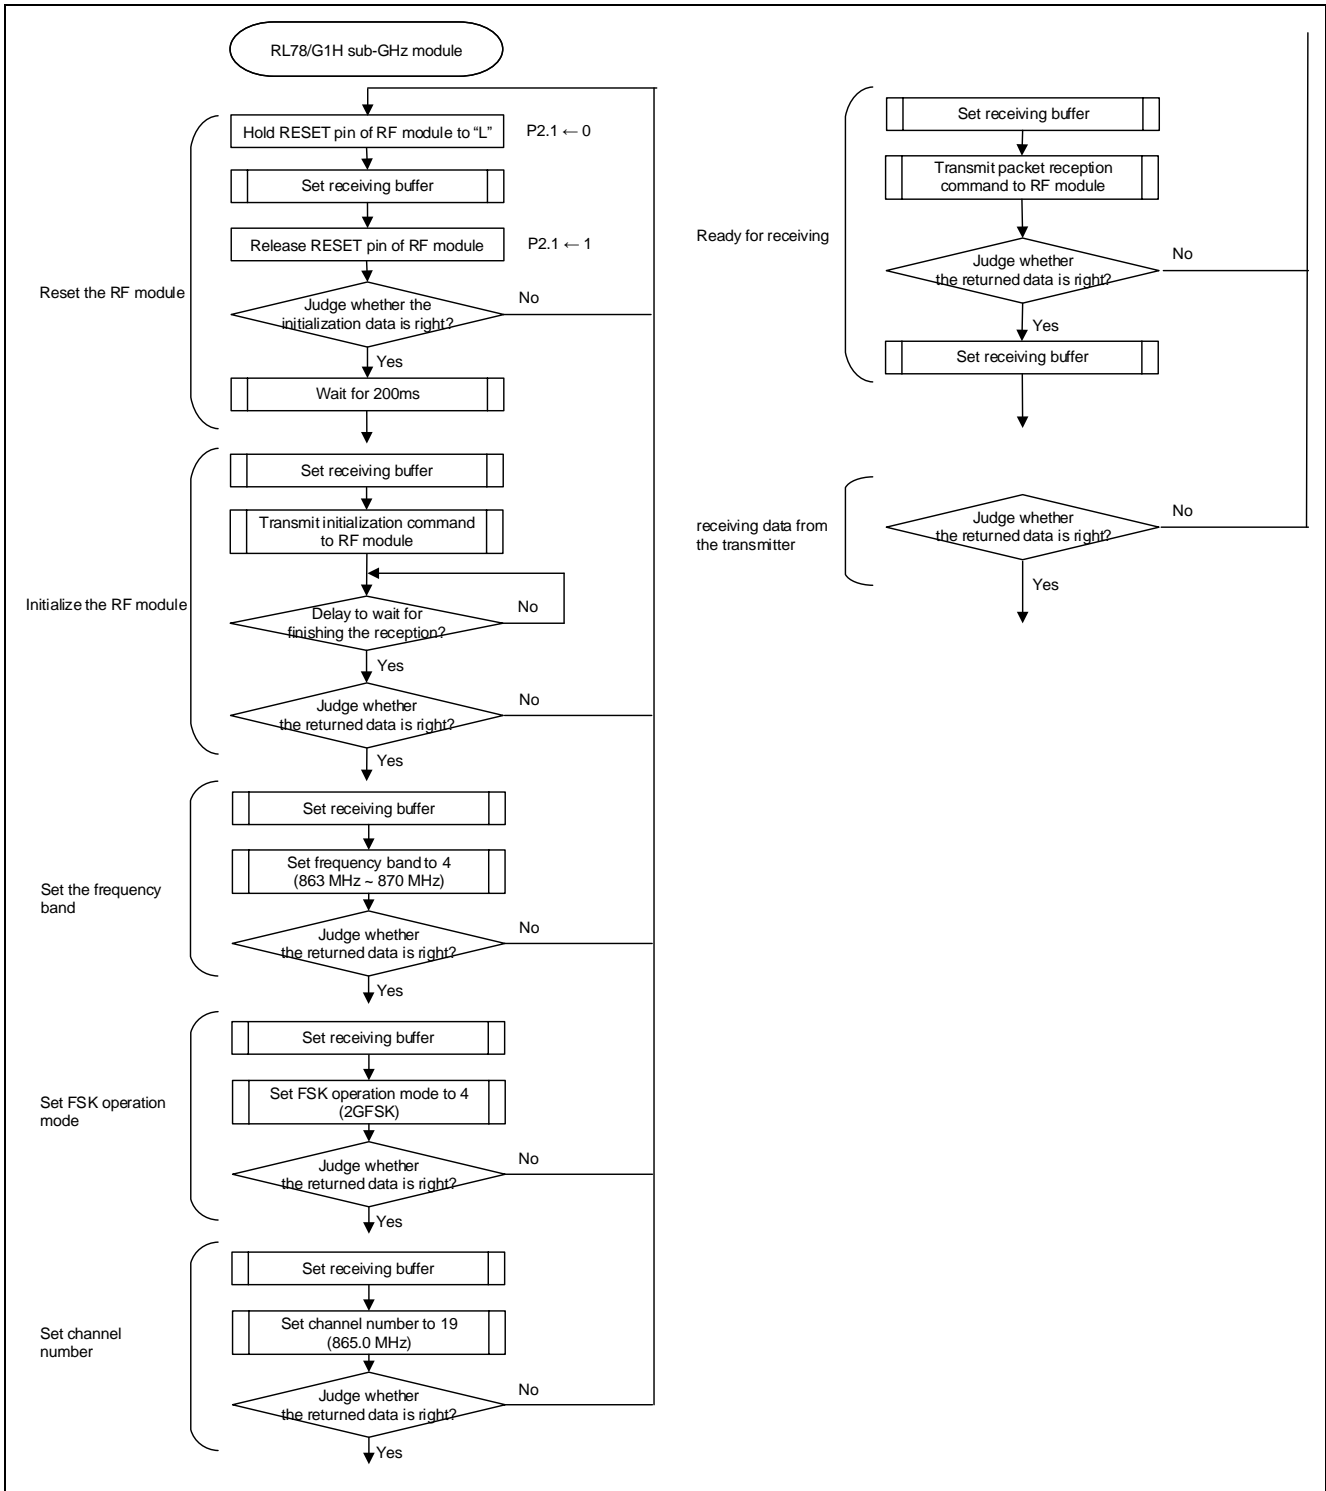 RL78/G1H sub-GHz module
Reset the RF module
Hold RESET pin of RF module to “L”
P2.1 ← 0
Set receiving buffer
Release RESET pin of RF module
P2.1 ← 1
Judge whether the
initialization data is right?
No
Yes
Wait for 200ms
Initialize the RF module
Set receiving buffer
Transmit initialization command
to RF module
Delay to wait for
finishing the reception?
No
Yes
Judge whether
the returned data is right?
No
Yes
Set the frequency
band
Set receiving buffer
Set frequency band to 4
(863 MHz ~ 870 MHz)
Judge whether
the returned data is right?
No
Yes
Set FSK operation
mode
Set receiving buffer
Set FSK operation mode to 4
(2GFSK)
Judge whether
the returned data is right?
No
Yes
Set channel
number
Set receiving buffer
Set channel number to 19
(865.0 MHz)
Judge whether
the returned data is right?
No
Yes
Ready for receiving
Set receiving buffer
Transmit packet reception
command to RF module
Judge whether
the returned data is right?
No
Yes
Set receiving buffer
receiving data from
the transmitter
Judge whether
the returned data is right?
No
Yes